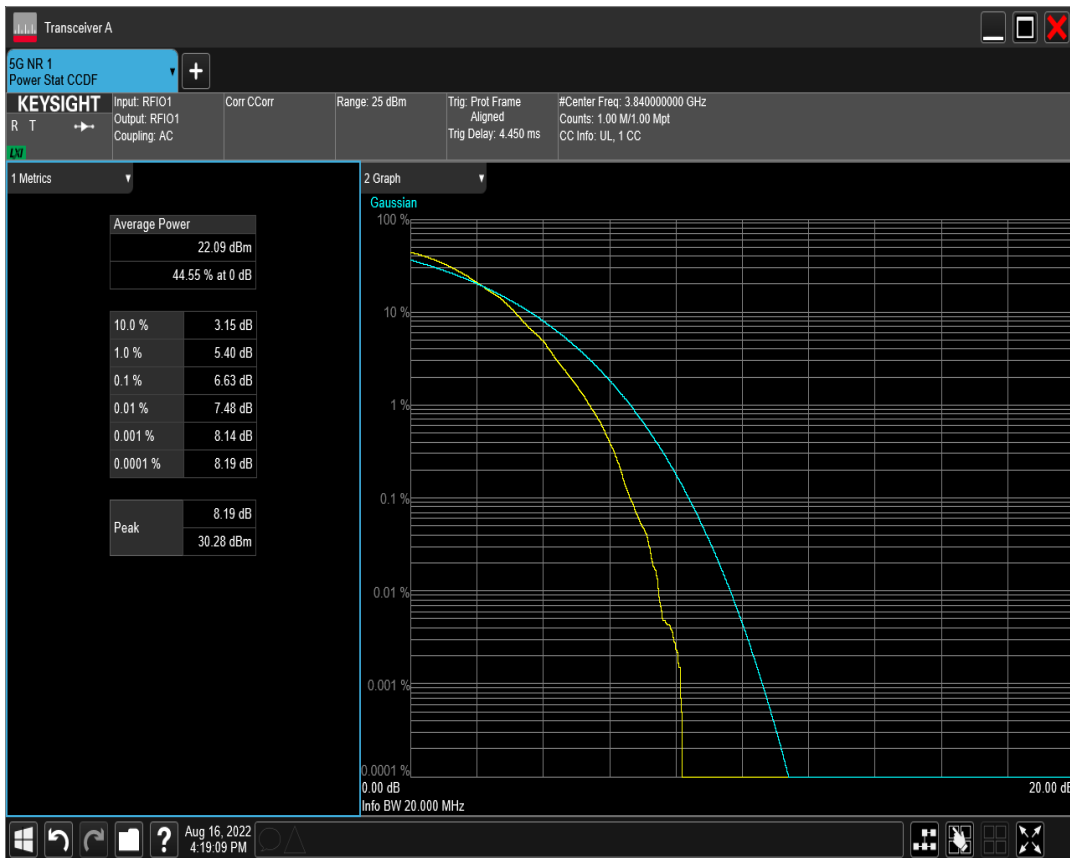 Transceiver A
5G NR 1
Power Stat CCDF
KEYSIGHT
R T
LXI
Input: RFIO1
Output: RFIO1
Coupling: AC
Corr CCorr
Range: 25 dBm
Trig: Prot Frame
Aligned
Trig Delay: 4.450 ms
#Center Freq: 3.840000000 GHz
Counts: 1.00 M/1.00 Mpt
CC Info: UL, 1 CC
1 Metrics
Average Power
22.09 dBm
44.55 % at 0 dB
10.0 % 3.15 dB
1.0 % 5.40 dB
0.1 % 6.63 dB
0.01 % 7.48 dB
0.001 % 8.14 dB
0.0001 % 8.19 dB
Peak
8.19 dB
30.28 dBm
2 Graph
Gaussian
100 %
10 %
1 %
0.1 %
0.01 %
0.001 %
0.0001 %
0.00 dB 20.00 dB
Info BW 20.000 MHz
? Aug 16, 2022
4:19:09 PM